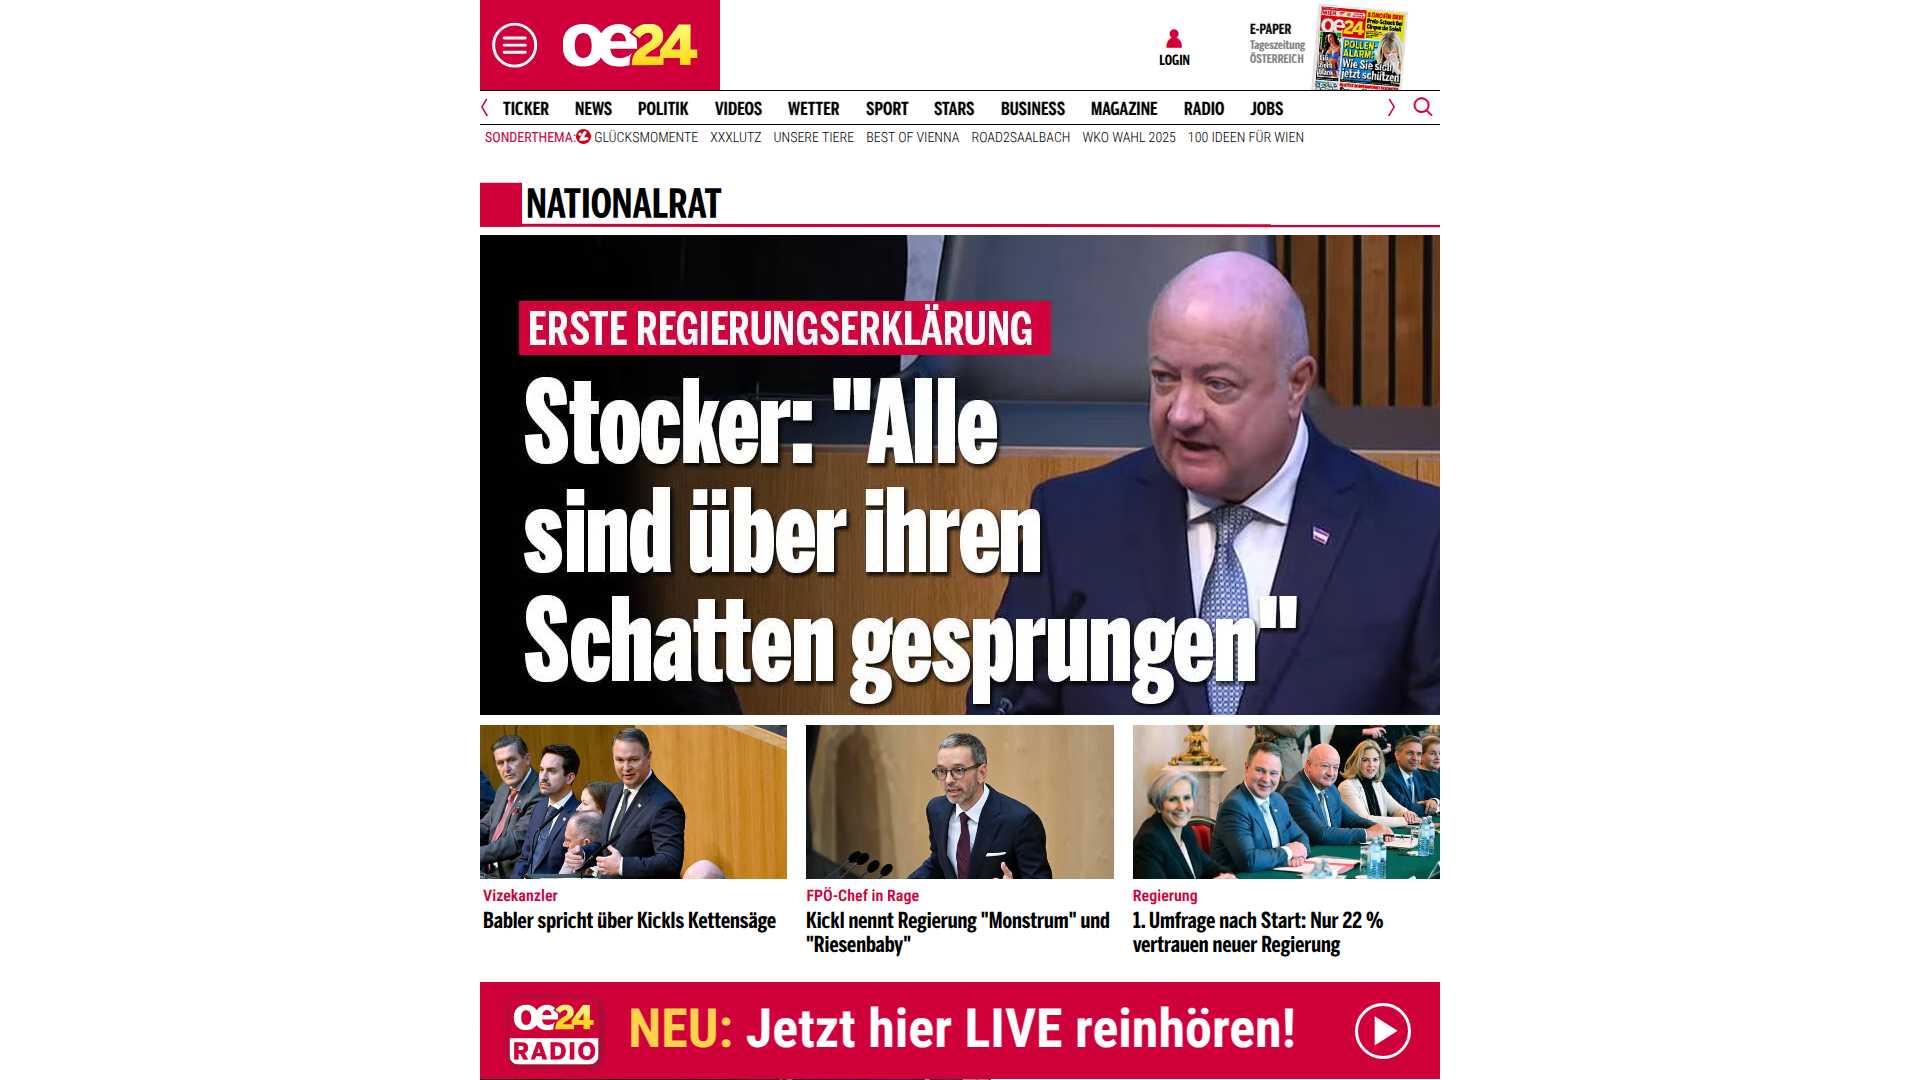 oe24
LOGIN
E-PAPER
Tageszeitung
ÖSTERREICH
oe24
POLLEN-
ALARM:
Wie Sie sich
jetzt schützen
TICKER NEWS POLITIK VIDEOS WETTER SPORT STARS BUSINESS MAGAZINE RADIO JOBS
SONDERTHEMA: GLÜCKSMOMENTE XXXLUTZ UNSERE TIERE BEST OF VIENNA ROAD2SAALBACH WKO WAHL 2025 100 IDEEN FÜR WIEN
NATIONALRAT
ERSTE REGIERUNGSERKLÄRUNG
Stocker: "Alle
sind über ihren
Schatten gesprungen"
Vizekanzler
Babler spricht über Kickls Kettensäge
FPÖ-Chef in Rage
Kickl nennt Regierung "Monstrum" und
"Riesenbaby"
Regierung
1. Umfrage nach Start: Nur 22 %
vertrauen neuer Regierung
oe24
RADIO
NEU: Jetzt hier LIVE reinhören!